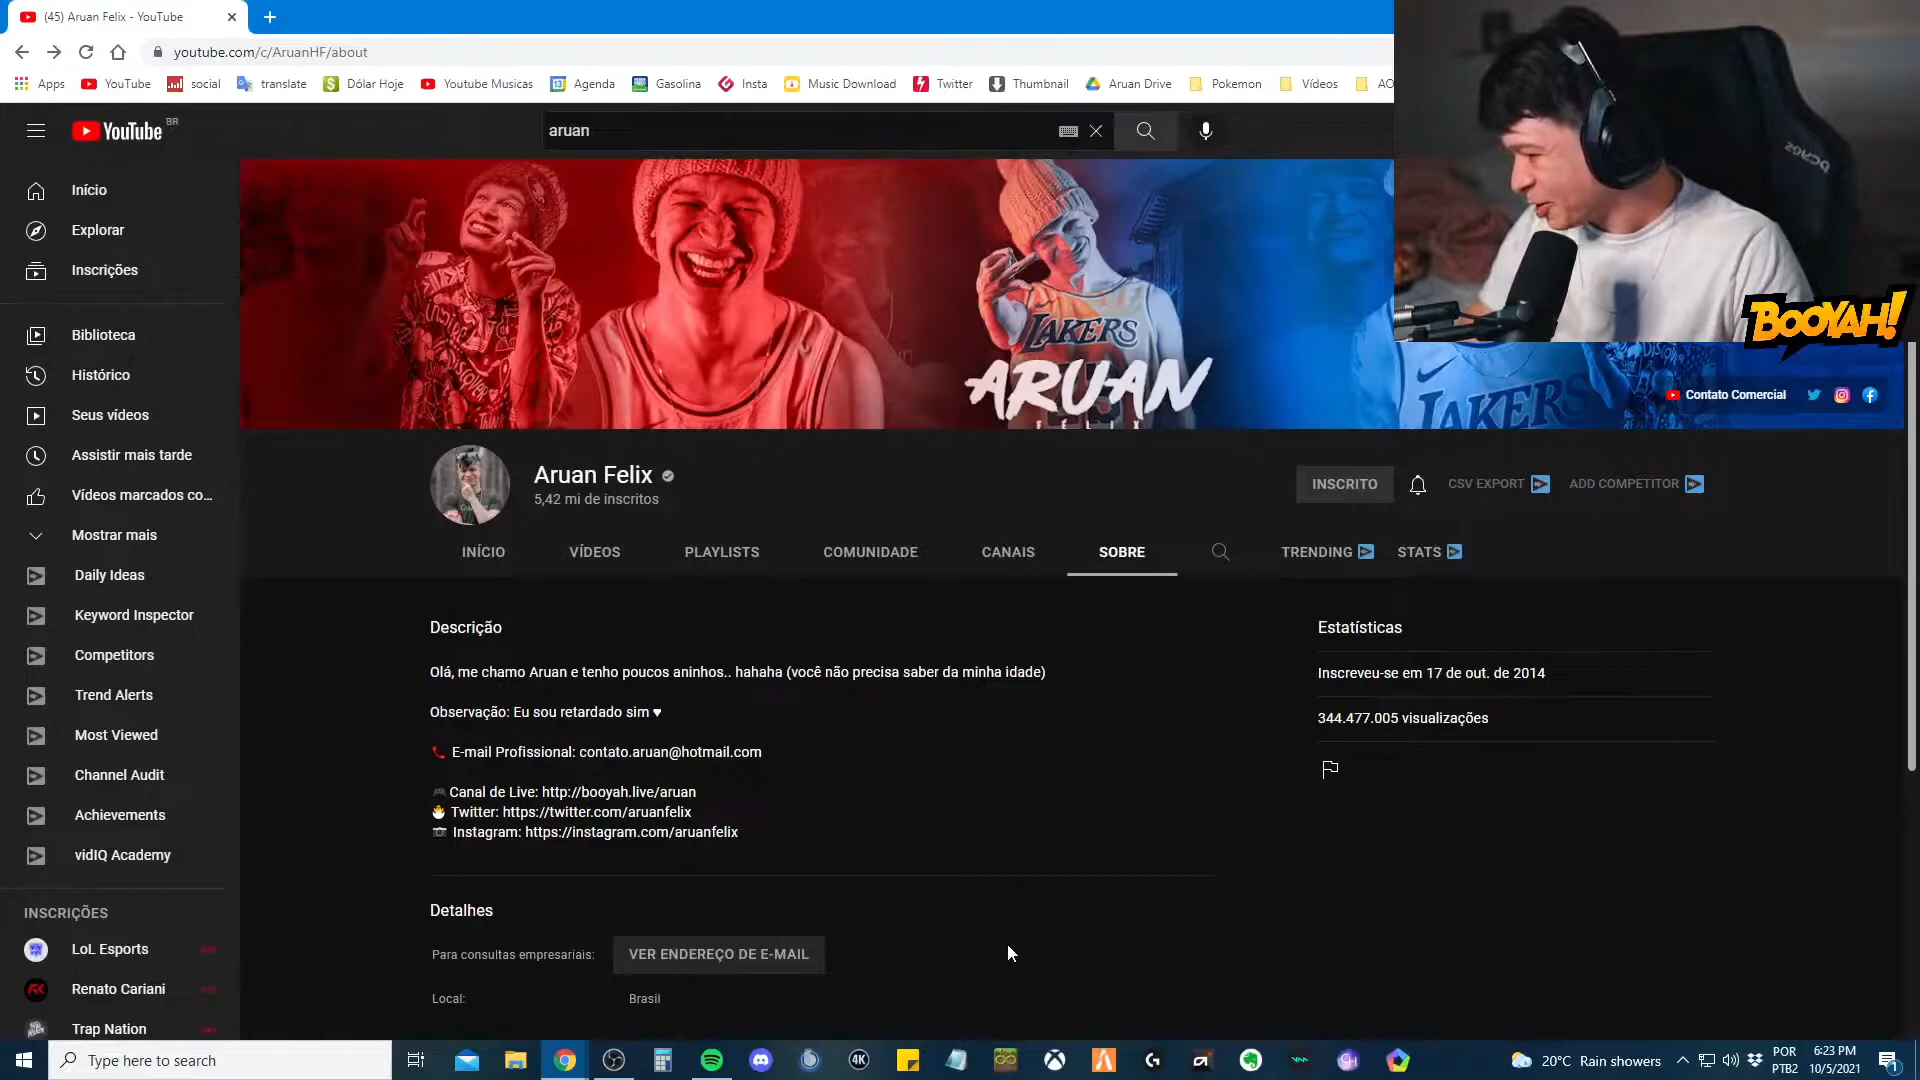 (45) Aruan Felix - YouTube
youtube.com/c/AruanHF/about
Apps YouTube social translate Dólar Hoje Youtube Musicas Agenda Gasolina Insta Music Download Twitter Thumbnail Aruan Drive Pokemon Vídeos AO
YouTube BR
aruan
Início
Explorar
Inscrições
Biblioteca
Histórico
Seus vídeos
Assistir mais tarde
Vídeos marcados co...
Mostrar mais
Daily Ideas
Keyword Inspector
Competitors
Trend Alerts
Most Viewed
Channel Audit
Achievements
vidIQ Academy
INSCRIÇÕES
LoL Esports
Renato Cariani
Trap Nation
BOOYAH!
LAKERS
ARUAN
FELIX
LAKERS
Contato Comercial
Aruan Felix
5,42 mi de inscritos
INSCRITO CSV EXPORT ADD COMPETITOR
INÍCIO VÍDEOS PLAYLISTS COMUNIDADE CANAIS SOBRE TRENDING STATS
Descrição
Olá, me chamo Aruan e tenho poucos aninhos.. hahaha (você não precisa saber da minha idade)
Observação: Eu sou retardado sim ♥
📞 E-mail Profissional: contato.aruan@hotmail.com
🎮 Canal de Live: http://booyah.live/aruan
🐣 Twitter: https://twitter.com/aruanfelix
📷 Instagram: https://instagram.com/aruanfelix
Detalhes
Para consultas empresariais: VER ENDEREÇO DE E-MAIL
Local: Brasil
Estatísticas
Inscreveu-se em 17 de out. de 2014
344.477.005 visualizações
Type here to search
4K
20°C Rain showers
POR
PTB2
6:23 PM
10/5/2021
1